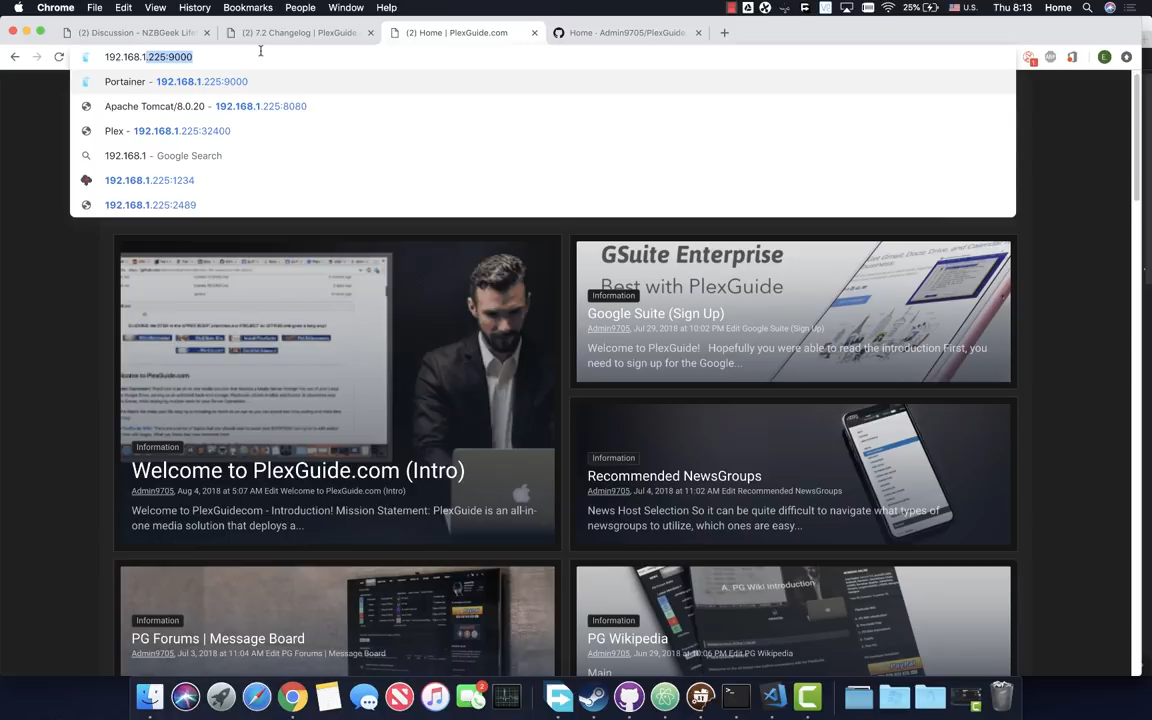 Chrome File Edit View History Bookmarks People Window Help
25% U.S. Thu 8:13 Home
(2) Discussion - NZBGeek Life
(2) 7.2 Changelog | PlexGuide
(2) Home | PlexGuide.com
Home · Admin9705/PlexGuide
192.168.1.225:9000
Portainer - 192.168.1.225:9000
Apache Tomcat/8.0.20 - 192.168.1.225:8080
Plex - 192.168.1.225:32400
192.168.1 - Google Search
192.168.1.225:1234
192.168.1.225:2489
Information
Welcome to PlexGuide.com (Intro)
Admin9705, Aug 4, 2018 at 5:07 AM Edit Welcome to PlexGuide.com (Intro)
Welcome to PlexGuidecom - Introduction! Mission Statement: PlexGuide is an all-in-
one media solution that deploys a...
GSuite Enterprise
Best with PlexGuide
Information
Google Suite (Sign Up)
Admin9705, Jul 29, 2018 at 10:02 PM Edit Google Suite (Sign Up)
Welcome to PlexGuide! Hopefully you were able to read the introduction First, you
need to sign up for the Google...
Information
Recommended NewsGroups
Admin9705, Jul 4, 2018 at 11:02 AM Edit Recommended NewsGroups
News Host Selection So it can be quite difficult to navigate what types of
newsgroups to utilize, which ones are easy...
Information
PG Forums | Message Board
Admin9705, Jul 3, 2018 at 11:04 AM Edit PG Forums | Message Board
A. PG Wiki Introduction
Information
PG Wikipedia
Admin9705, Jun 29, 2018 at 10:06 PM Edit PG Wikipedia
Main